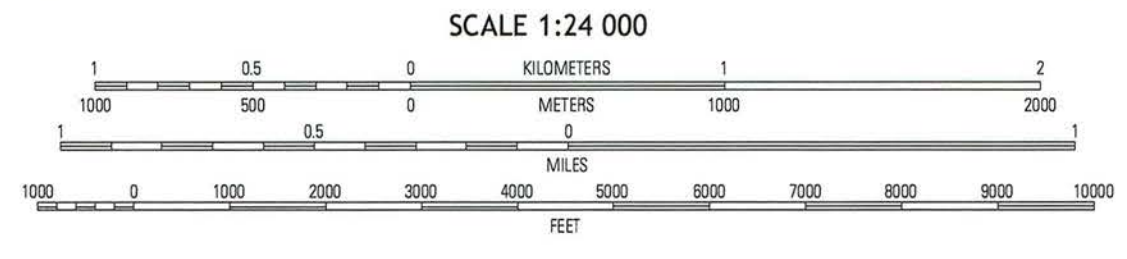 SCALE 1:24 000
1 0.5 0 KILOMETERS 1 2
1000 500 0 METERS 1000 2000
1 0.5 0 1
MILES
1000 0 1000 2000 3000 4000 5000 6000 7000 8000 9000 10000
FEET